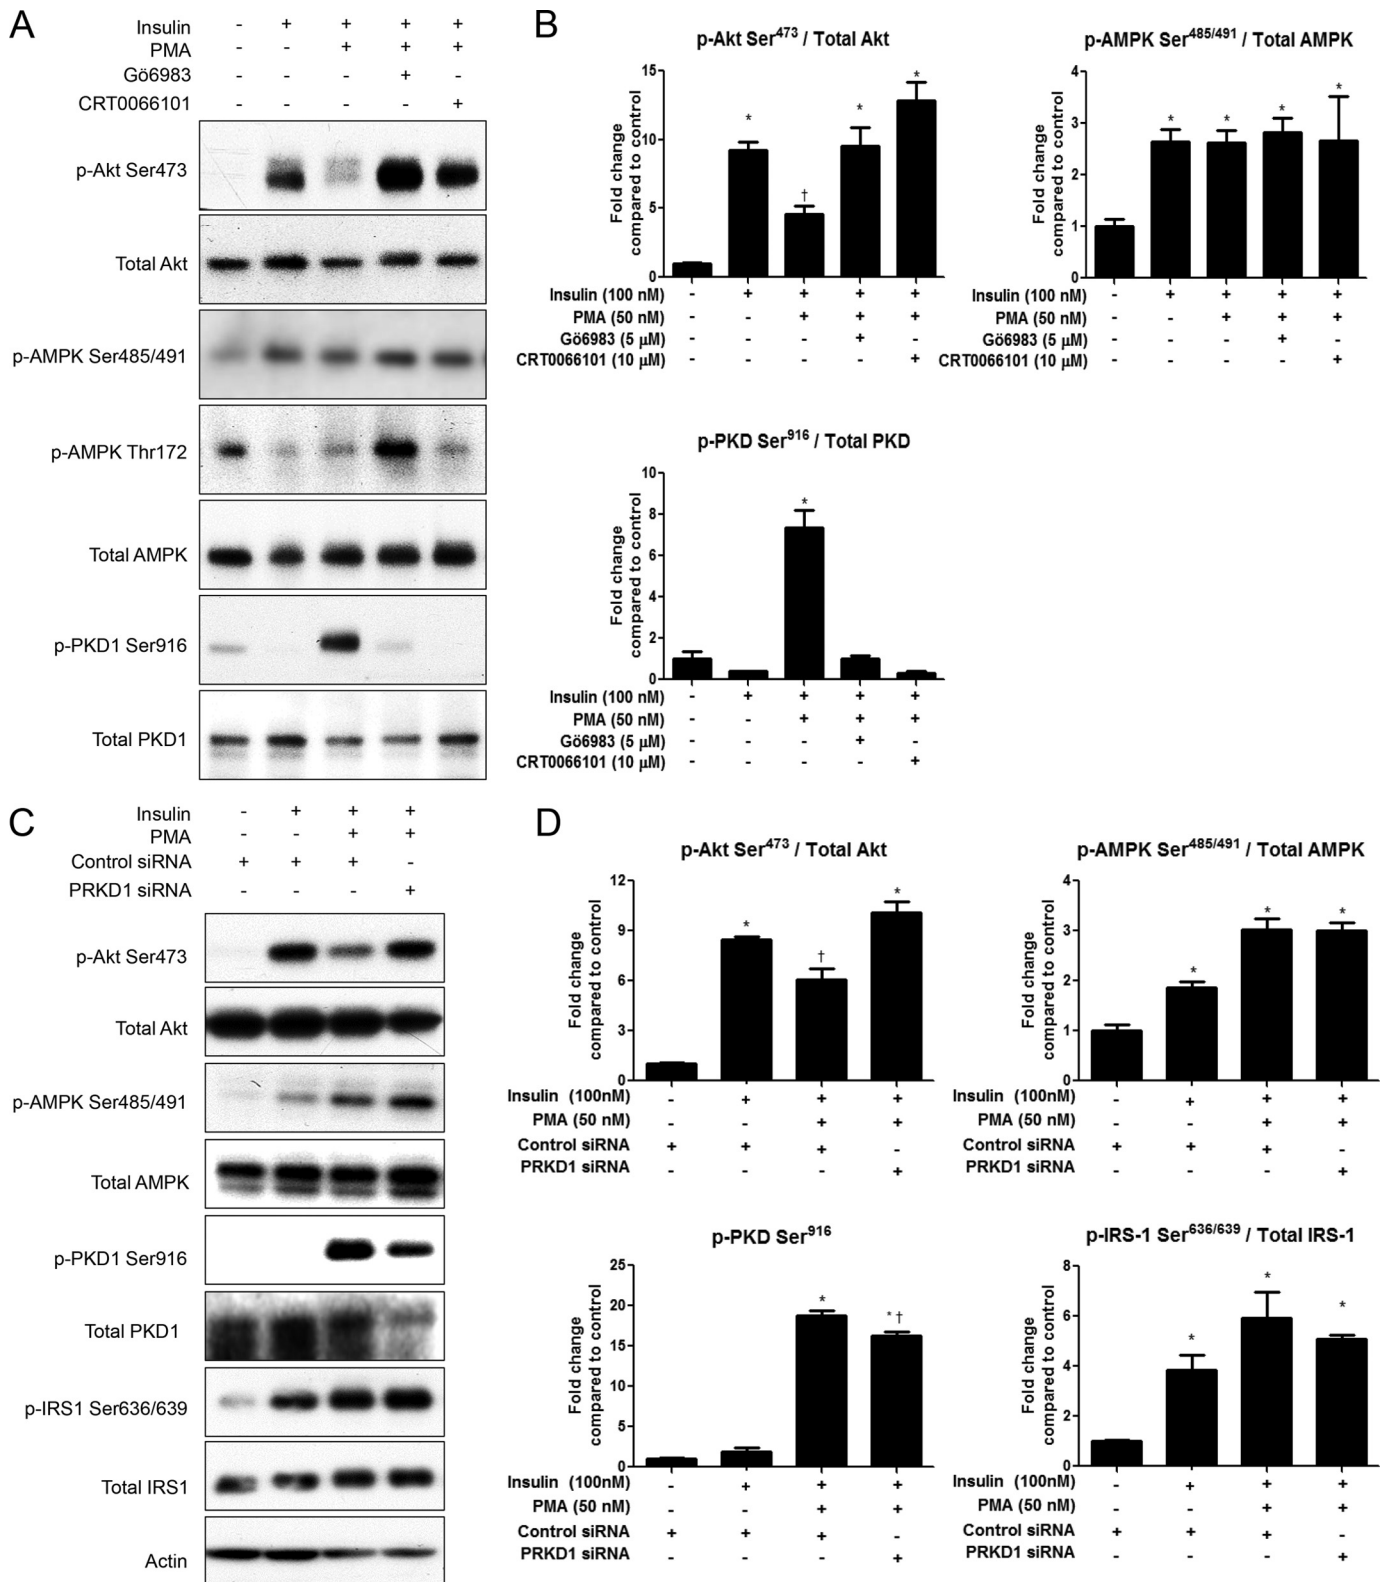 A
Insulin - + + + +
PMA - - + + +
Gö6983 - - - + -
CRT0066101 - - - - +
p-Akt Ser473
Total Akt
p-AMPK Ser485/491
p-AMPK Thr172
Total AMPK
p-PKD1 Ser916
Total PKD1
B
p-Akt Ser473 / Total Akt
Fold change
compared to control
15
10
5
0
* † * *
Insulin (100 nM) - + + + +
PMA (50 nM) - - + + +
Gö6983 (5 µM) - - - + -
CRT0066101 (10 µM) - - - - +
p-AMPK Ser485/491 / Total AMPK
Fold change
compared to control
4
3
2
1
0
* * * *
Insulin (100 nM) - + + + +
PMA (50 nM) - - + + +
Gö6983 (5 µM) - - - + -
CRT0066101 (10 µM) - - - - +
p-PKD Ser916 / Total PKD
Fold change
compared to control
10
8
6
4
2
0
*
Insulin (100 nM) - + + + +
PMA (50 nM) - - + + +
Gö6983 (5 µM) - - - + -
CRT0066101 (10 µM) - - - - +
C
Insulin - + + +
PMA - - + +
Control siRNA + + + -
PRKD1 siRNA - - - +
p-Akt Ser473
Total Akt
p-AMPK Ser485/491
Total AMPK
p-PKD1 Ser916
Total PKD1
p-IRS1 Ser636/639
Total IRS1
Actin
D
p-Akt Ser473 / Total Akt
Fold change
compared to control
12
9
6
3
0
* † *
Insulin (100nM) - + + +
PMA (50 nM) - - + +
Control siRNA + + + -
PRKD1 siRNA - - - +
p-AMPK Ser485/491 / Total AMPK
Fold change
compared to control
4
3
2
1
0
* * *
Insulin (100nM) - + + +
PMA (50 nM) - - + +
Control siRNA + + + -
PRKD1 siRNA - - - +
p-PKD Ser916
Fold change
compared to control
25
20
15
10
5
0
* * †
Insulin (100nM) - + + +
PMA (50 nM) - - + +
Control siRNA + + + -
PRKD1 siRNA - - - +
p-IRS-1 Ser636/639 / Total IRS-1
Fold change
compared to control
8
6
4
2
0
* * *
Insulin (100nM) - + + +
PMA (50 nM) - - + +
Control siRNA + + + -
PRKD1 siRNA - - - +